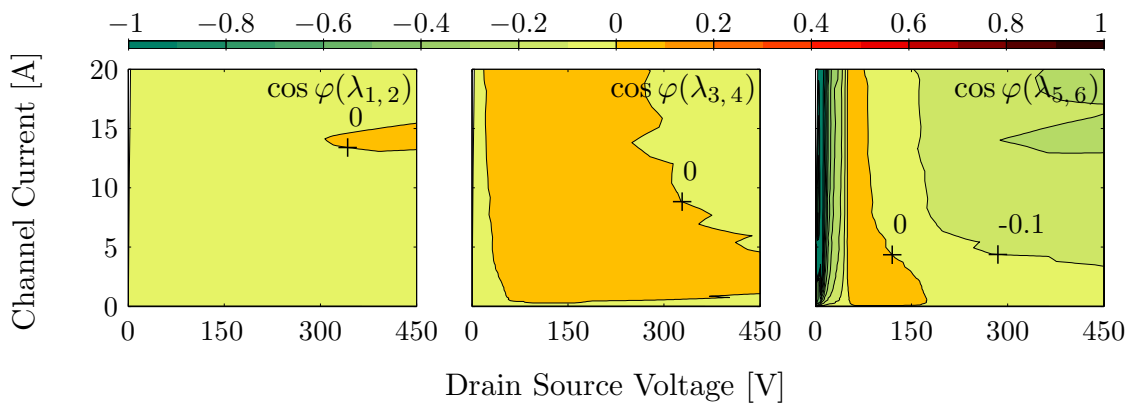 −1 −0.8 −0.6 −0.4 −0.2 0 0.2 0.4 0.6 0.8 1
Channel Current [A]
20
15
10
5
0
cos φ(λ1, 2)
0
0 150 300 450
cos φ(λ3, 4)
0
0 150 300 450
cos φ(λ5, 6)
0 -0.1
0 150 300 450
Drain Source Voltage [V]